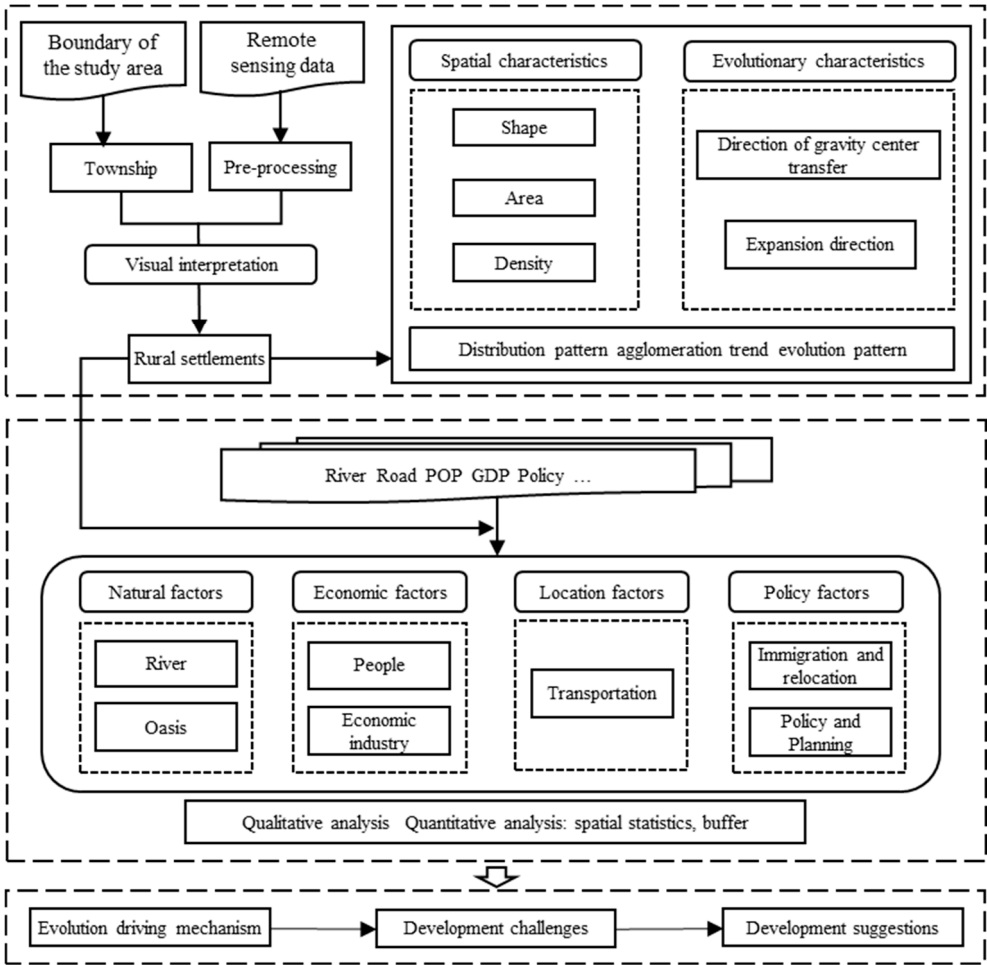 Boundary of
the study area
Remote
sensing data
Township
Pre-processing
Visual interpretation
Rural settlements
Spatial characteristics
Shape
Area
Density
Evolutionary characteristics
Direction of gravity center
transfer
Expansion direction
Distribution pattern agglomeration trend evolution pattern
River Road POP GDP Policy …
Natural factors
River
Oasis
Economic factors
People
Economic
industry
Location factors
Transportation
Policy factors
Immigration and
relocation
Policy and
Planning
Qualitative analysis Quantitative analysis: spatial statistics, buffer
Evolution driving mechanism
Development challenges
Development suggestions